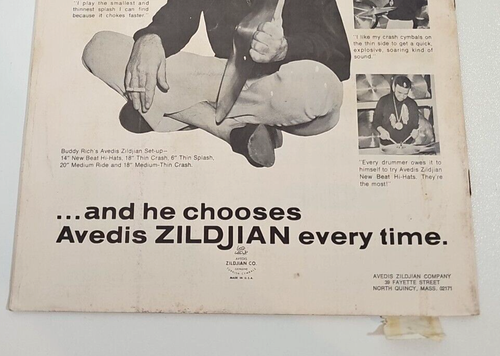 "I play the smallest and
thinnest splash I can find
because it chokes faster."
"I like my crash cymbals on
the thin side to get a quick,
explosive, soaring kind of
sound.
Buddy Rich's Avedis Zildjian Set-up—
14" New Beat Hi-Hats, 18" Thin Crash, 6" Thin Splash,
20" Medium Ride and 18" Medium-Thin Crash.
"Every drummer owes it to
himself to try Avedis Zildjian
New Beat Hi-Hats. They're
the most!"
...and he chooses
Avedis ZILDJIAN every time.
AVEDIS
ZILDJIAN CO.
MADE IN U.S.A.
AVEDIS ZILDJIAN COMPANY
39 FAYETTE STREET
NORTH QUINCY, MASS. 02171